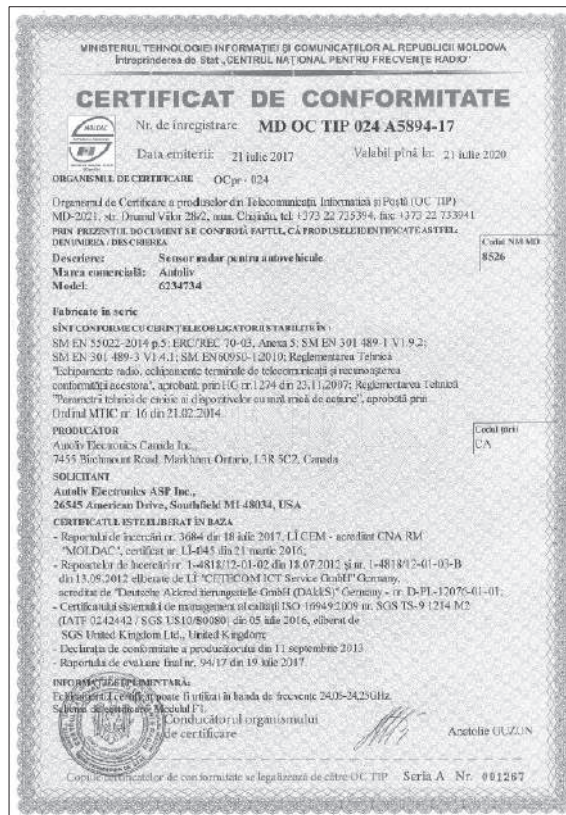 MINISTERUL TEHNOLOGIEI INFORMAȚIEI ȘI COMUNICAȚIILOR AL REPUBLICII MOLDOVA
Întreprinderea de Stat „CENTRUL NAȚIONAL PENTRU FRECVENȚE RADIO"
CERTIFICAT DE CONFORMITATE
MOLDAC
Nr. de înregistrare MD OC TIP 024 A5894-17
Data emiterii: 21 iulie 2017 Valabil pînă la: 21 iulie 2020
ORGANISMUL DE CERTIFICARE OCpr - 024
Organismul de Certificare a produselor din Telecomunicații, Informatică și Poștă (OC TIP)
MD-2021, str. Drumul Viilor 28/2, mun. Chișinău, tel. +373 22 735394, fax: +373 22 733941
PRIN PREZENTUL DOCUMENT SE CONFIRMĂ FAPTUL, CĂ PRODUSELE IDENTIFICATE ASTFEL:
DENUMIREA / DESCRIEREA
Codul NM MD
8526
Descriere: Sensor radar pentru autovehicule
Marca comercială: Autoliv
Model: 6234734
Fabricate în serie
SÎNT CONFORME CU CERINȚELE OBLIGATORII STABILITE ÎN:
SM EN 55022-2014 p.5; ERC/REC 70-03, Anexa 5; SM EN 301 489-1 V1.9.2;
SM EN 301 489-3 V1.4.1; SM EN60950-1:2010; Reglementarea Tehnică
"Echipamente radio, echipamente terminale de telecomunicații și recunoașterea
conformității acestora", aprobată prin HG nr.1274 din 23.11.2007; Reglementarea Tehnică
"Parametri tehnici de emisie ai dispozitivelor cu rază mică de acțiune", aprobată prin
Ordinul MTIC nr. 16 din 21.02.2014
PRODUCĂTOR
Codul țării
CA
Autoliv Electronics Canada Inc.,
7455 Birchmount Road, Markham, Ontario, L3R 5C2, Canada
SOLICITANT
Autoliv Electronics ASP Inc.,
26545 American Drive, Southfield MI 48034, USA
CERTIFICATUL ESTE ELIBERAT ÎN BAZA
- Raportului de încercări nr. 3684 din 18 iulie 2017, LÎ CEM - acreditat CNA RM
"MOLDAC", certificat nr. LÎ-045 din 21 martie 2016;
- Rapoartelor de încercări nr. 1-4818/12-01-02 din 18.07.2012 și nr. 1-4818/12-01-03-B
din 13.09.2012 eliberate de LÎ "CETECOM ICT Service GmbH" Germany,
acreditat de "Deutsche Akkreditierungstelle GmbH (DAkkS)" Germany - nr. D-PL-12076-01-01;
- Certificatului sistemului de management al calității ISO 16949:2009 nr. SGS TS-9 1214 M2
(IATF 0242442 / SGS US10/80080) din 05 iulie 2016, eliberat de
SGS United Kingdom Ltd., United Kingdom;
- Declarația de conformitate a producătorului din 11 septembrie 2013
- Raportului de evaluare final nr. 94/17 din 19 iulie 2017.
INFORMAȚIE SUPLIMENTARĂ:
Echipamentul certificat poate fi utilizat în banda de frecvențe 24,05-24,25GHz.
Schema de certificare: Modulul F1.
Conducătorul organismului
de certificare
Anatolie GUZUN
Copiile certificatelor de conformitate se legalizează de către OC TIP Seria A Nr. 001267